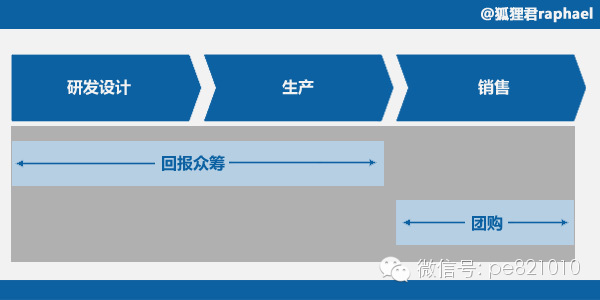 @狐狸君raphael
研发设计
生产
销售
回报众筹
团购
微信号: pe821010